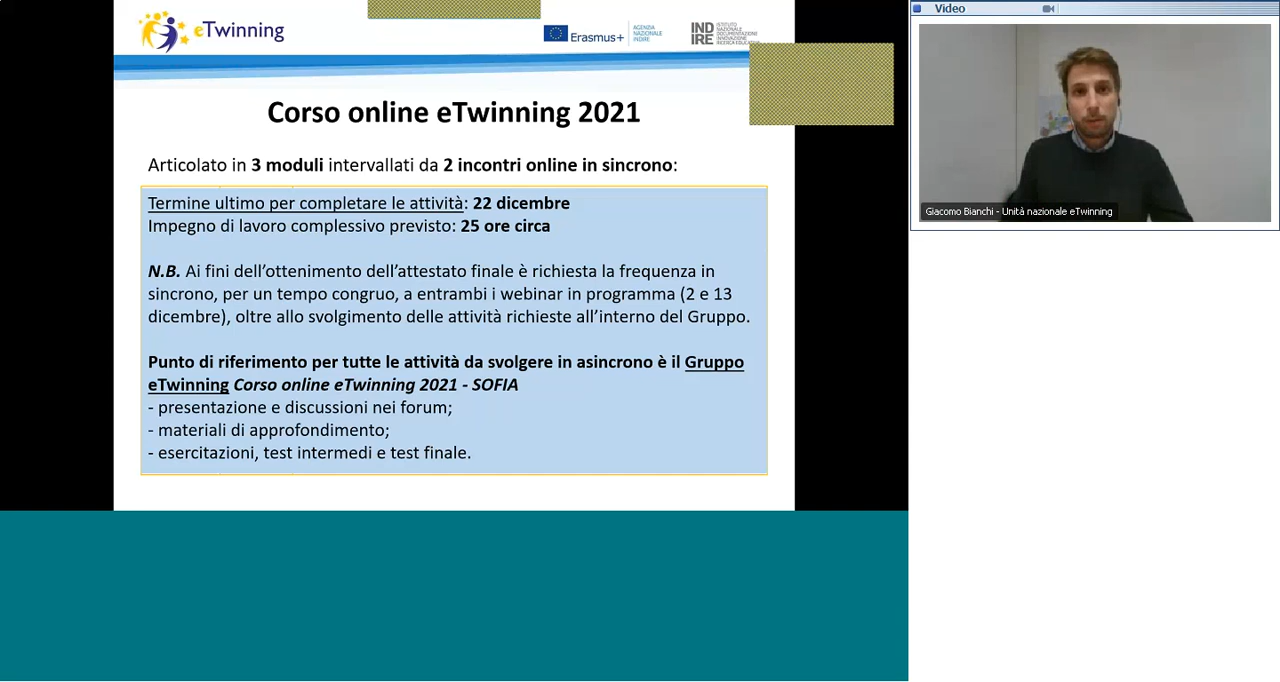 eTwinning
Erasmus+
AGENZIA
NAZIONALE
INDIRE
INDIRE
ISTITUTO
NAZIONALE
DOCUMENTAZIONE
INNOVAZIONE
RICERCA EDUCATIVA
Corso online eTwinning 2021
Articolato in 3 moduli intervallati da 2 incontri online in sincrono:
Termine ultimo per completare le attività: 22 dicembre
Impegno di lavoro complessivo previsto: 25 ore circa
N.B. Ai fini dell’ottenimento dell’attestato finale è richiesta la frequenza in
sincrono, per un tempo congruo, a entrambi i webinar in programma (2 e 13
dicembre), oltre allo svolgimento delle attività richieste all’interno del Gruppo.
Punto di riferimento per tutte le attività da svolgere in asincrono è il Gruppo
eTwinning Corso online eTwinning 2021 - SOFIA
- presentazione e discussioni nei forum;
- materiali di approfondimento;
- esercitazioni, test intermedi e test finale.
Video
Giacomo Bianchi - Unità nazionale eTwinning